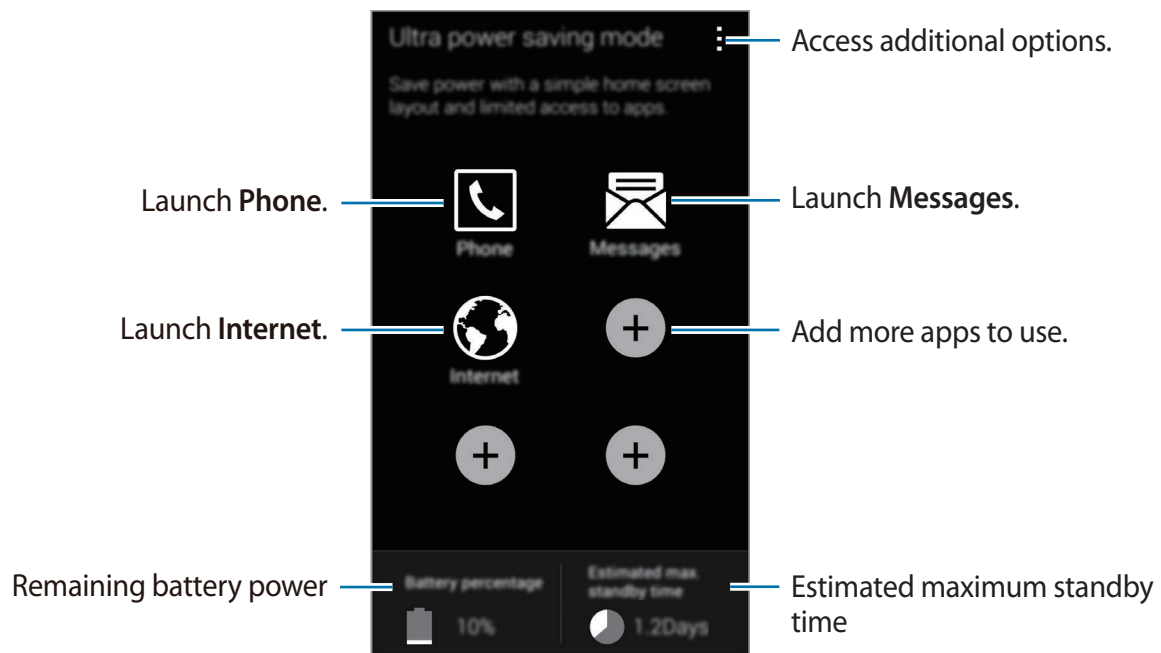 Ultra power saving mode
Access additional options.
Save power with a simple home screen
layout and limited access to apps.
Launch Phone.
Launch Messages.
Phone
Messages
Launch Internet.
Add more apps to use.
Internet
Remaining battery power
Battery percentage
10%
Estimated max.
standby time
1.2Days
Estimated maximum standby
time